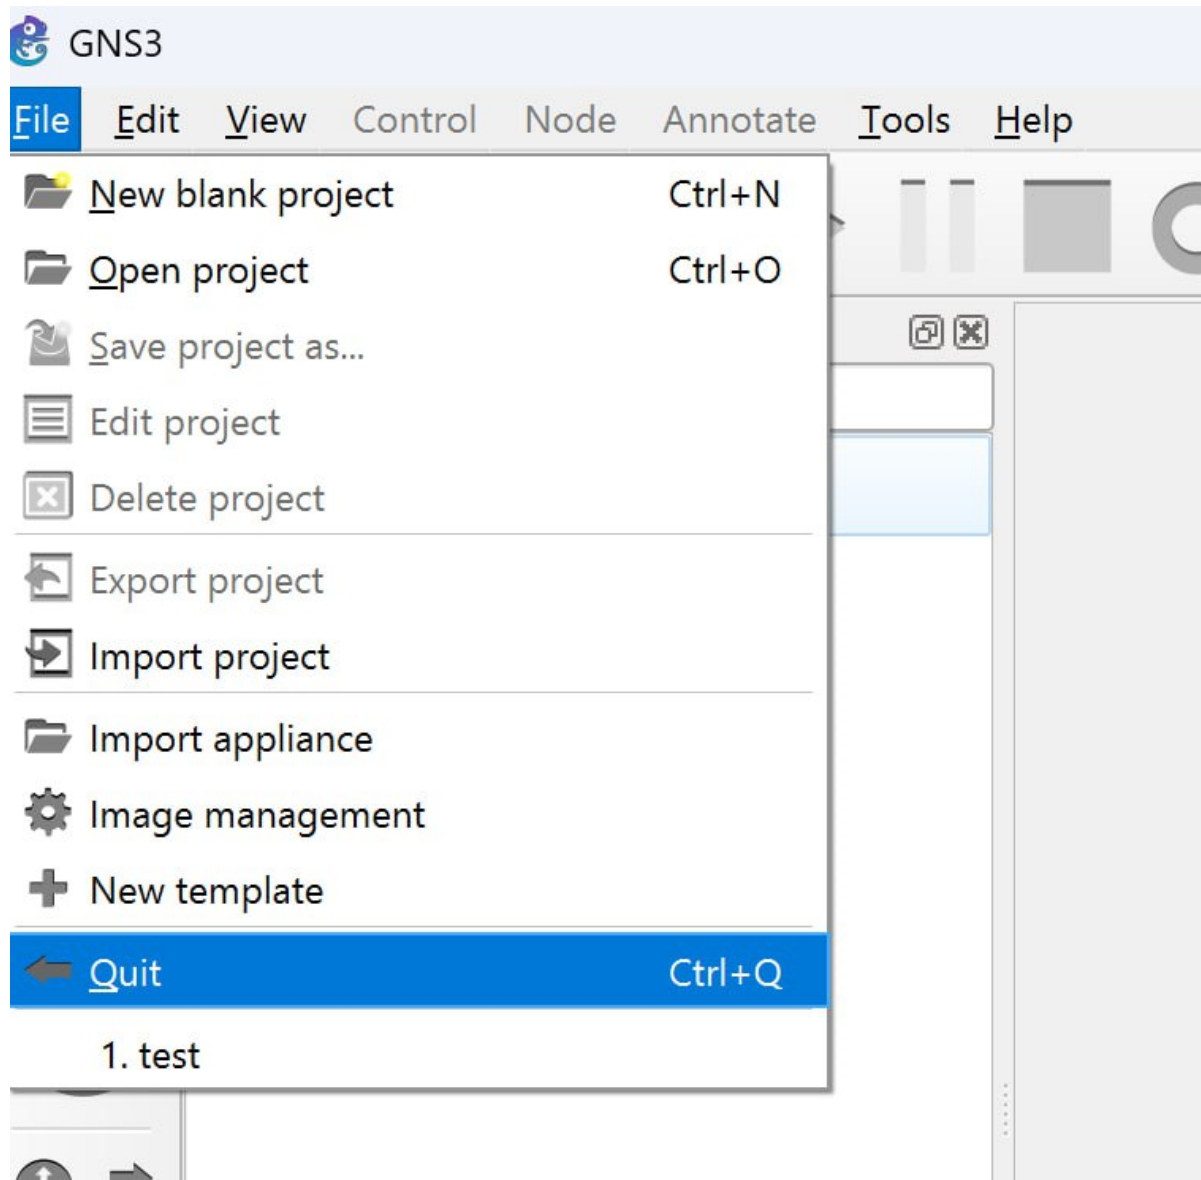 GNS3
File Edit View Control Node Annotate Tools Help
New blank project Ctrl+N
Open project Ctrl+O
Save project as...
Edit project
Delete project
Export project
Import project
Import appliance
Image management
New template
Quit Ctrl+Q
1. test